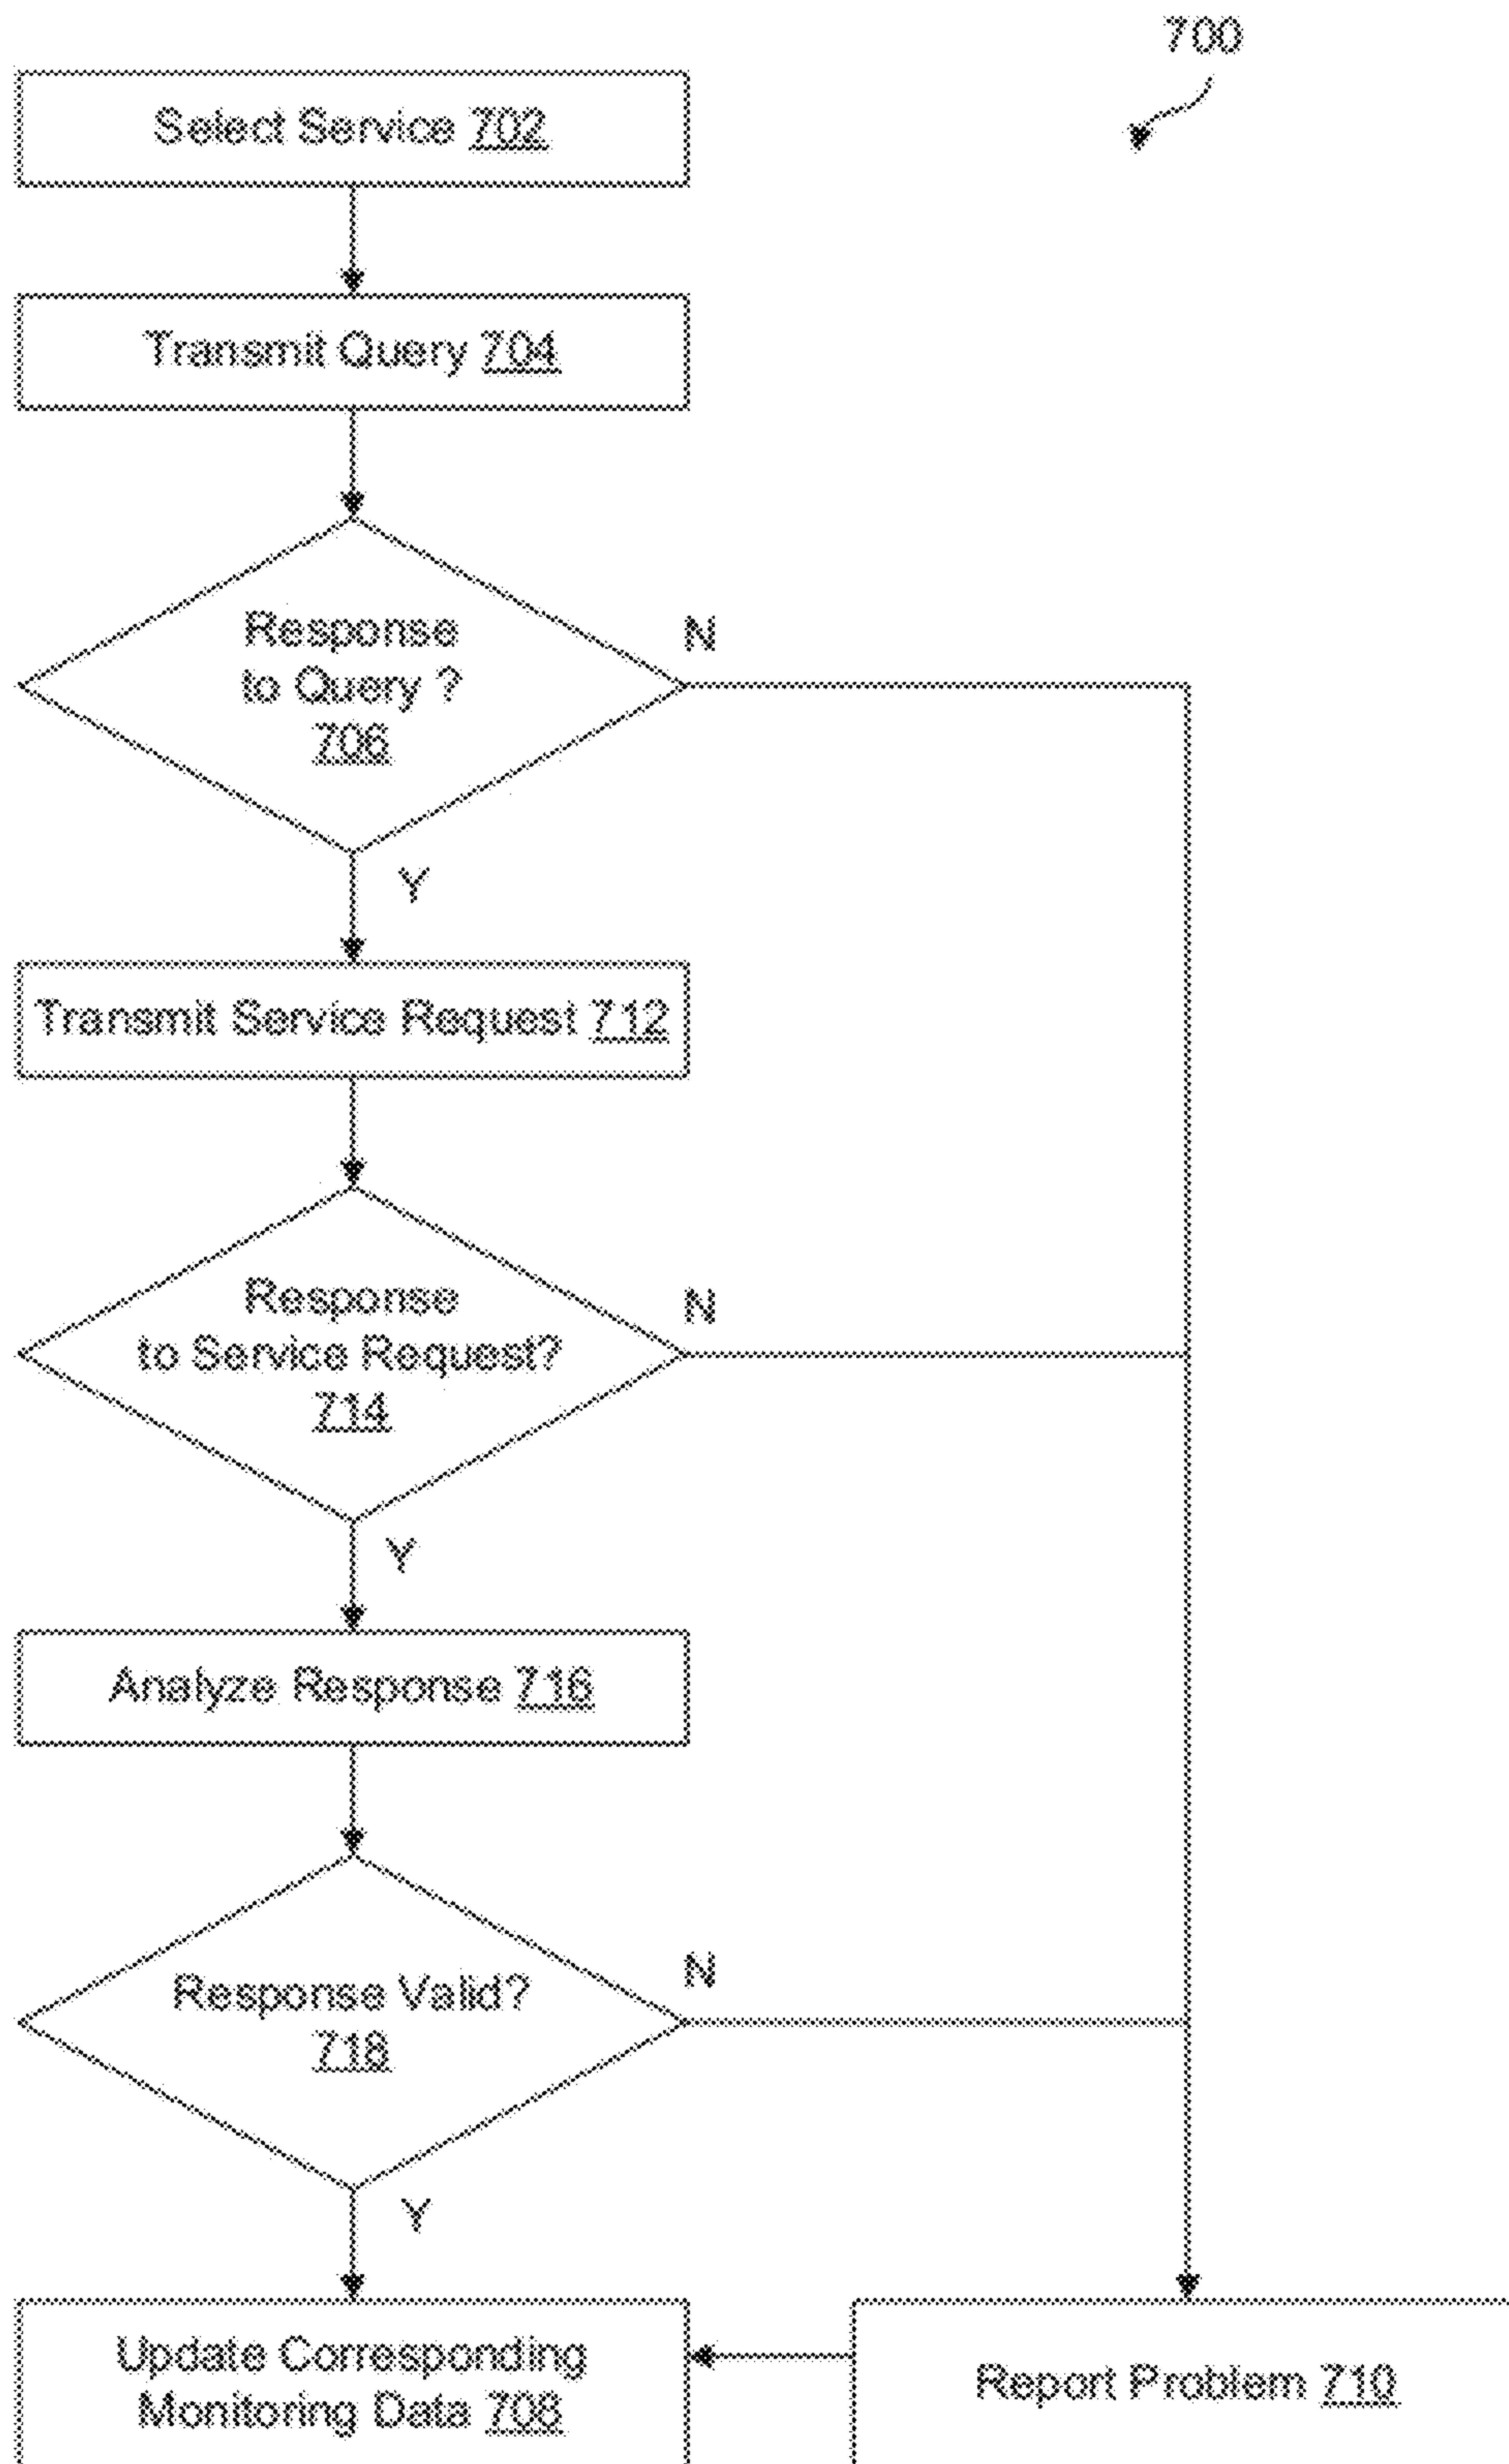 700
Select Service 702
Transmit Query 704
Response
to Query ?
706
N
Y
Transmit Service Request 712
Response
to Service Request?
714
N
Y
Analyze Response 716
Response Valid?
718
N
Y
Update Corresponding
Monitoring Data 708
Report Problem 710